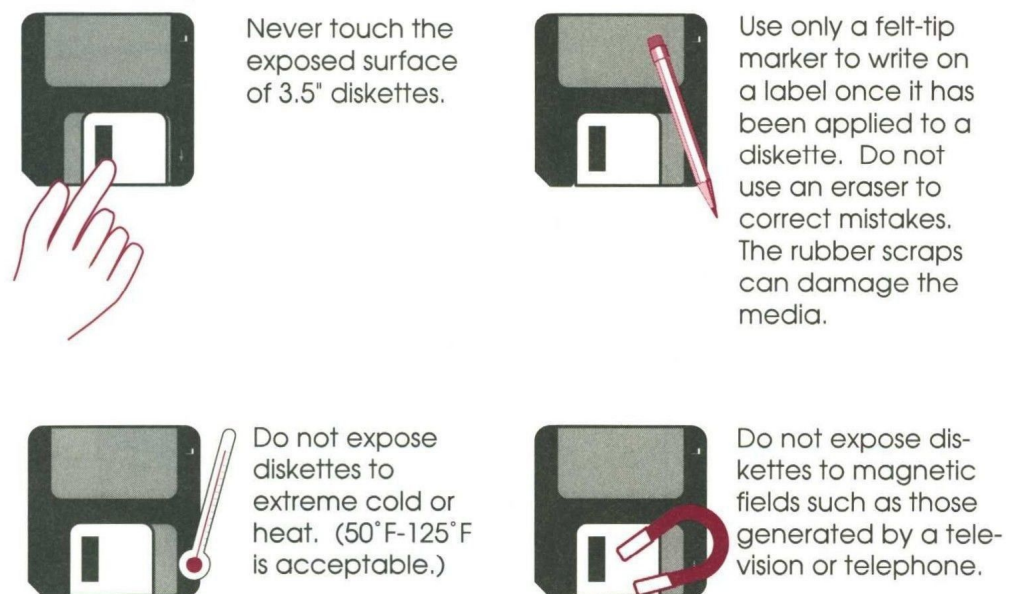 Never touch the
exposed surface
of 3.5" diskettes.
Use only a felt-tip
marker to write on
a label once it has
been applied to a
diskette.  Do not
use an eraser to
correct mistakes.
The rubber scraps
can damage the
media.
Do not expose
diskettes to
extreme cold or
heat.  (50°F-125°F
is acceptable.)
Do not expose dis-
kettes to magnetic
fields such as those
generated by a tele-
vision or telephone.